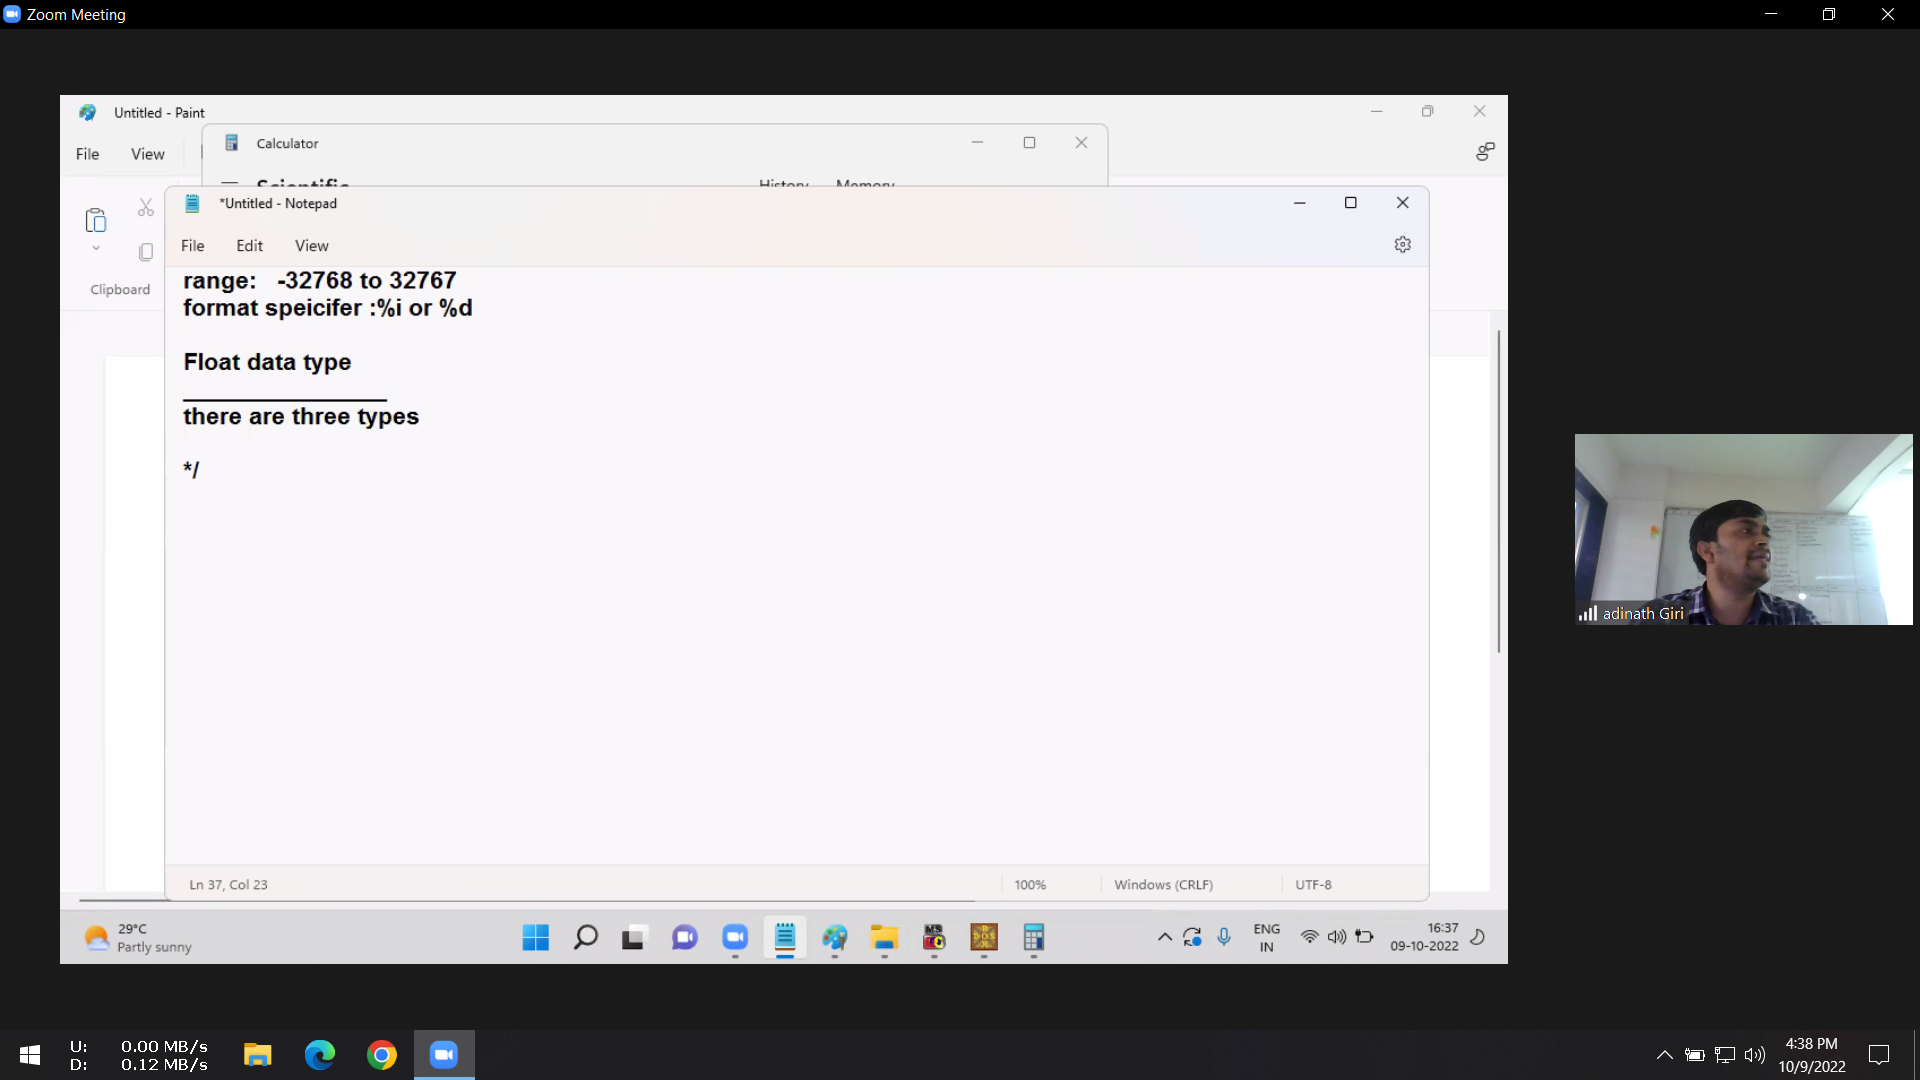 Zoom Meeting
Untitled - Paint
File View
Clipboard
Calculator
Scientific History Memory
*Untitled - Notepad
File Edit View
range: -32768 to 32767
format speicifer :%i or %d
Float data type
_________________
there are three types
*/
Ln 37, Col 23 100% Windows (CRLF) UTF-8
adinath Giri
29°C
Partly sunny
ENG
IN
16:37
09-10-2022
U: 0.00 MB/s
D: 0.12 MB/s
4:38 PM
10/9/2022